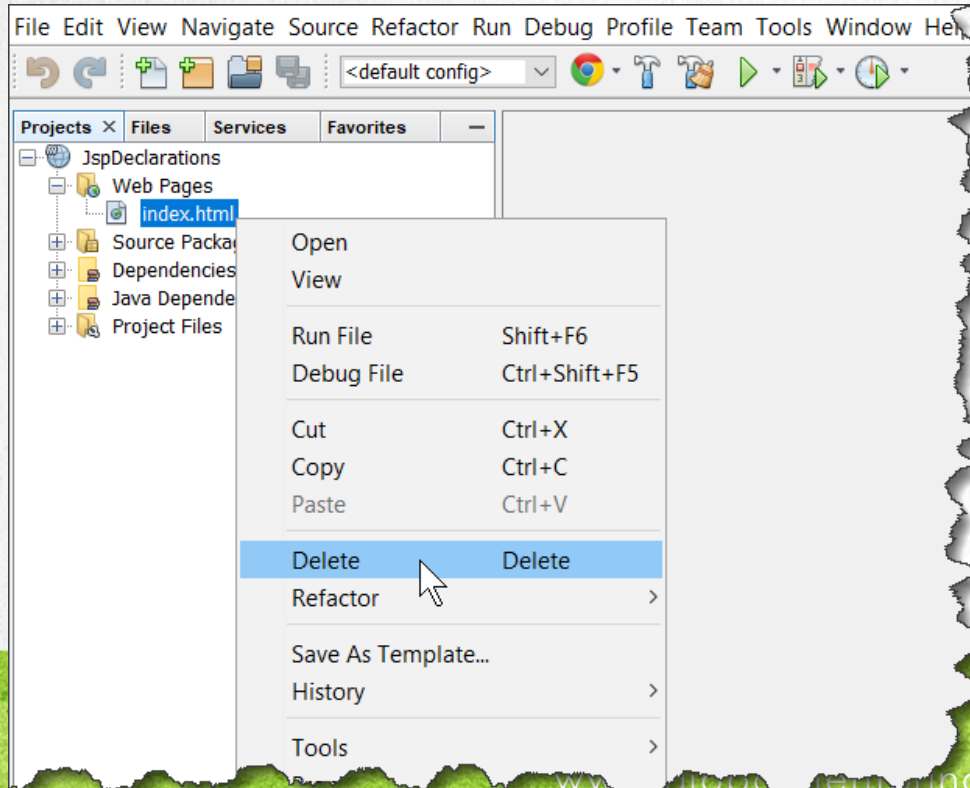 File Edit View Navigate Source Refactor Run Debug Profile Team Tools Window
<default config>
Projects Files Services Favorites
JspDeclarations
Web Pages
index.html
Source Packa
Dependencies
Java Depende
Project Files
Open
View
Run File Shift+F6
Debug File Ctrl+Shift+F5
Cut Ctrl+X
Copy Ctrl+C
Paste Ctrl+V
Delete Delete
Refactor
Save As Template...
History
Tools